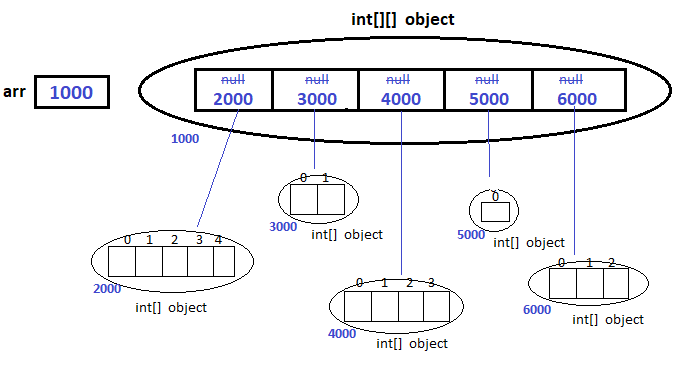 int[][] object
arr 1000
null null null null null
2000 3000 4000 5000 6000
1000
0 1
3000
int[] object
0
5000
int[] object
0 1 2 3 4
2000
int[] object
0 1 2 3
4000
int[] object
0 1 2
6000
int[] object